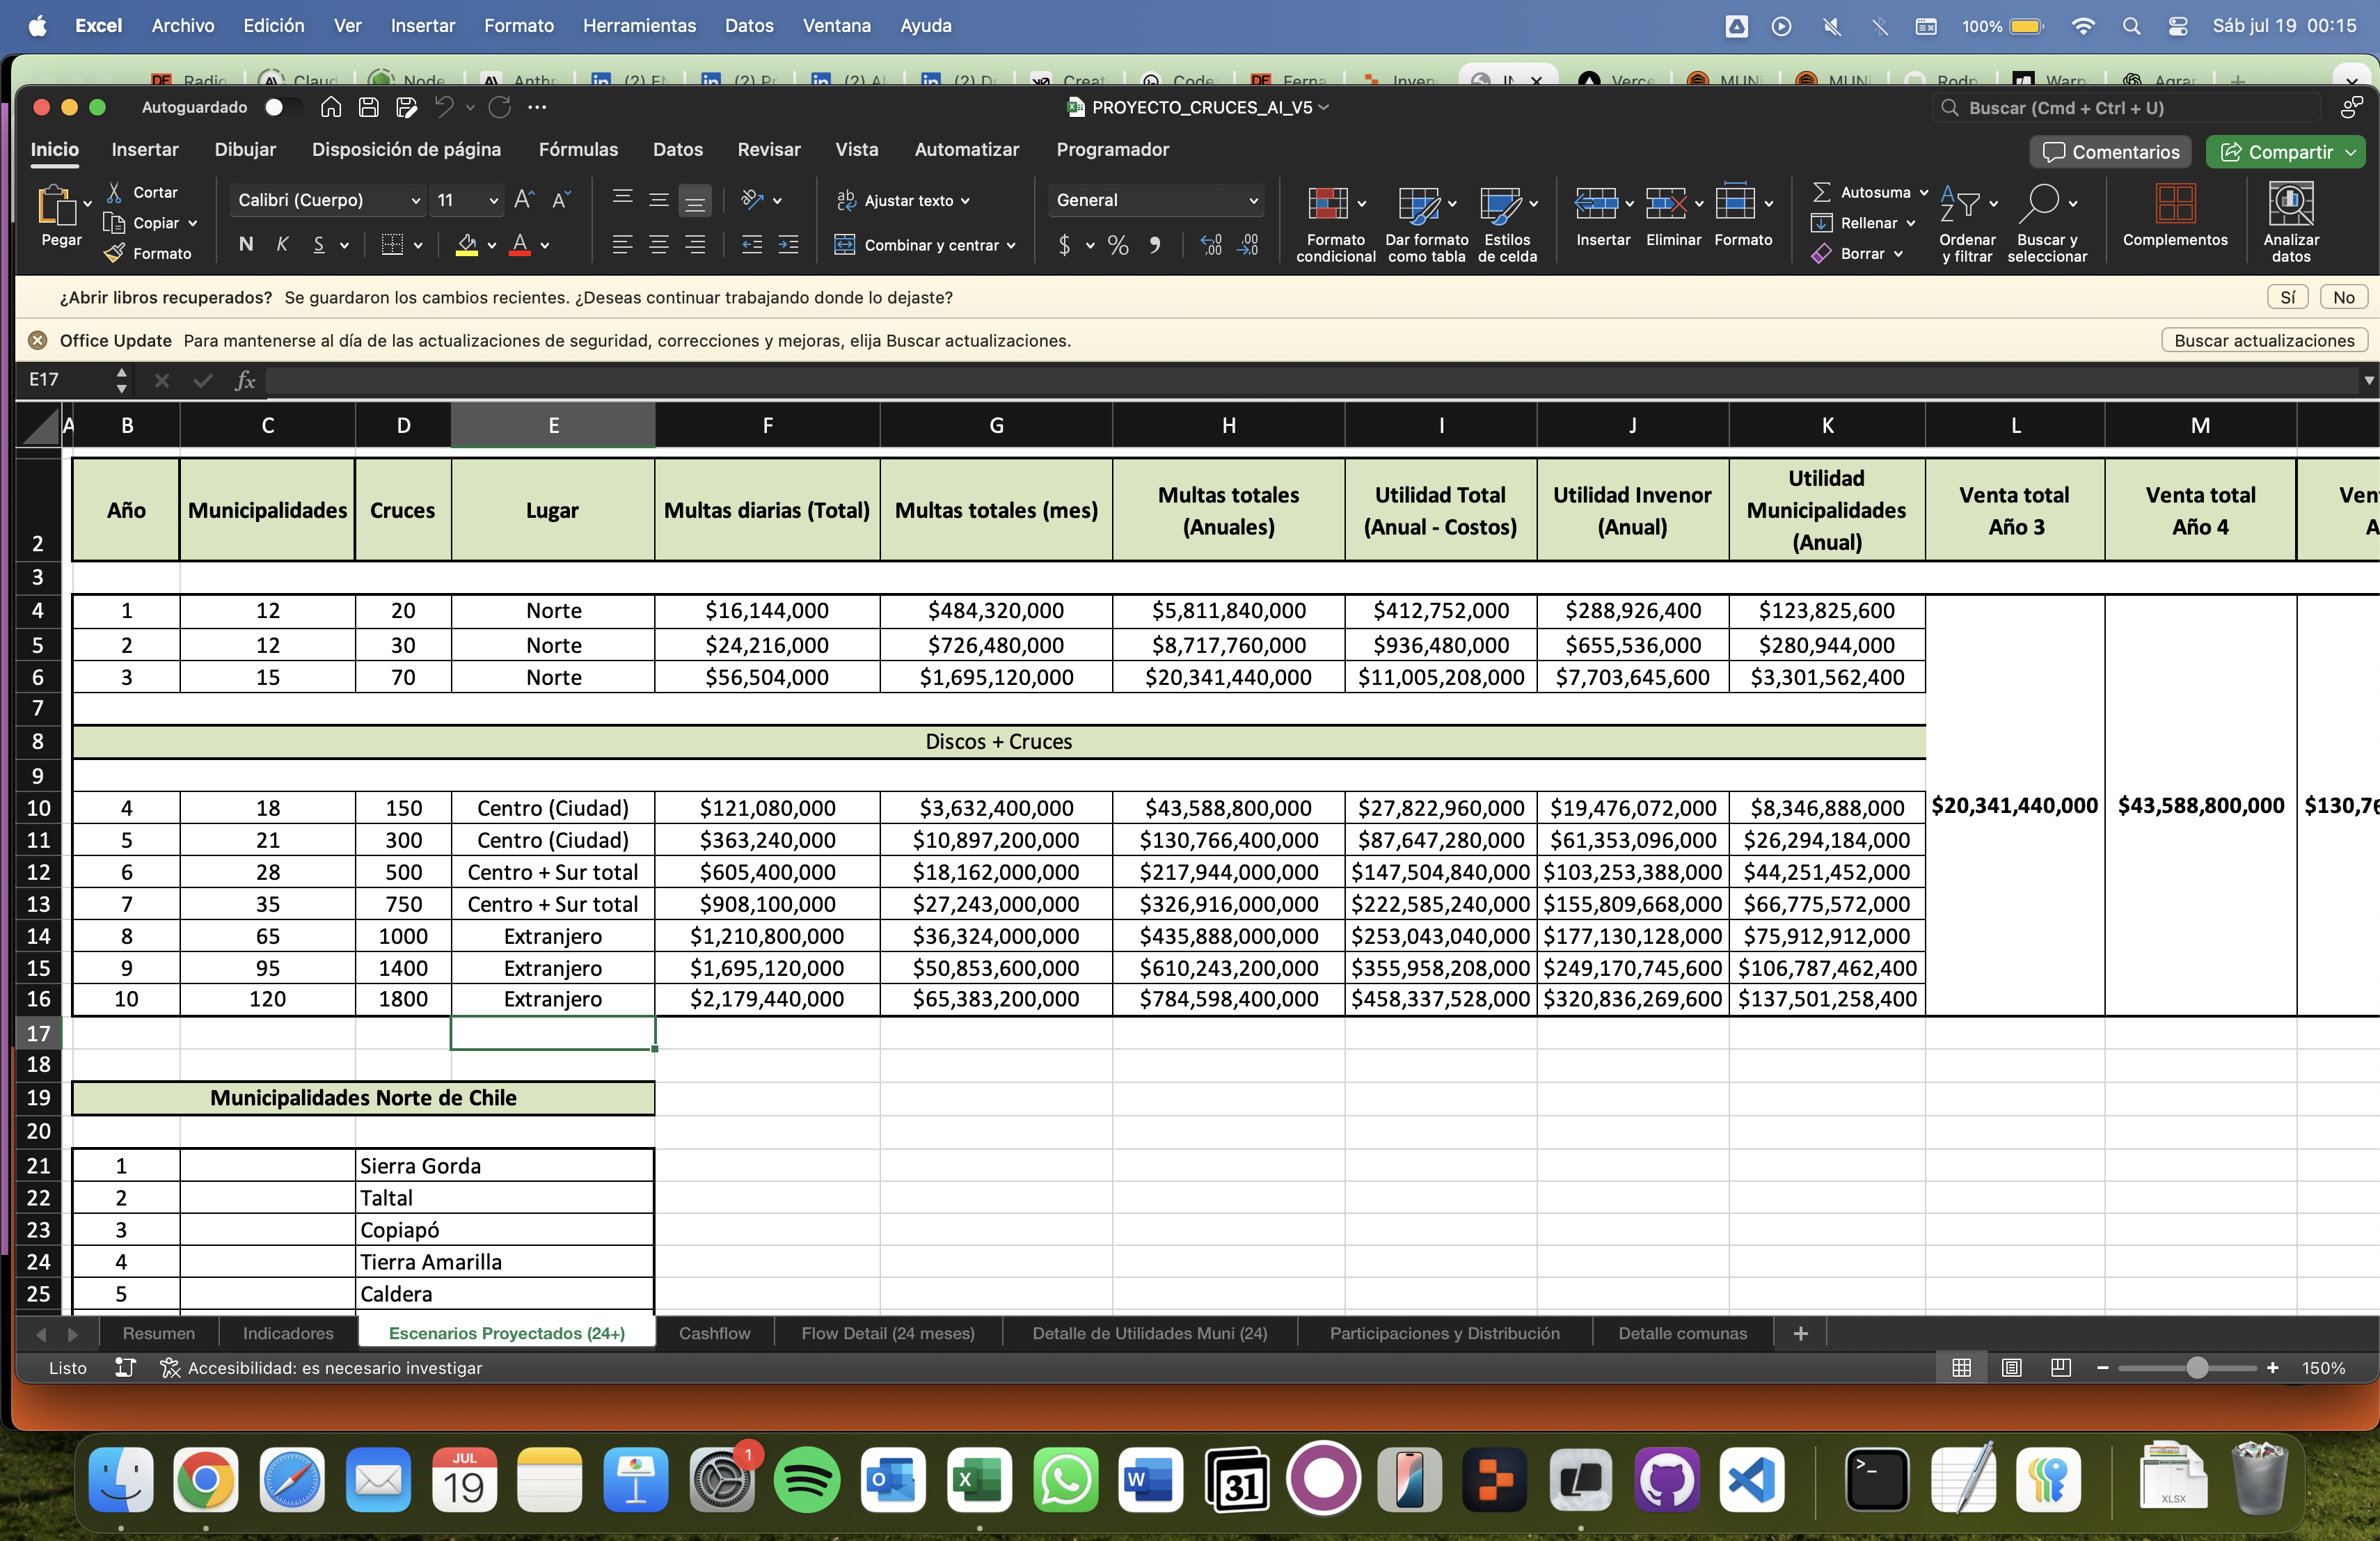 Excel Archivo Edición Ver Insertar Formato Herramientas Datos Ventana Ayuda 100% Sáb jul 19 00:15
Radio Claud Node Anthr (2) Pr Creat Code Ferna Inven Verce MUNi MUNi Rodr Warp Agrar
Autoguardado PROYECTO_CRUCES_AI_V5 Buscar (Cmd + Ctrl + U)
Inicio Insertar Dibujar Disposición de página Fórmulas Datos Revisar Vista Automatizar Programador Comentarios Compartir
Pegar Cortar Copiar Formato
Calibri (Cuerpo) 11
N K S
Ajustar texto
Combinar y centrar
General
$ %
Formato condicional
Dar formato como tabla
Estilos de celda
Insertar Eliminar Formato
Autosuma
Rellenar
Borrar
Ordenar y filtrar
Buscar y seleccionar
Complementos
Analizar datos
¿Abrir libros recuperados? Se guardaron los cambios recientes. ¿Deseas continuar trabajando donde lo dejaste? Sí No
Office Update Para mantenerse al día de las actualizaciones de seguridad, correcciones y mejoras, elija Buscar actualizaciones. Buscar actualizaciones
E17 fx
A B C D E F G H I J K L M
2 Año Municipalidades Cruces Lugar Multas diarias (Total) Multas totales (mes) Multas totales (Anuales) Utilidad Total (Anual - Costos) Utilidad Invenor (Anual) Utilidad Municipalidades (Anual) Venta total Año 3 Venta total Año 4 Ven A
3
4 1 12 20 Norte $16,144,000 $484,320,000 $5,811,840,000 $412,752,000 $288,926,400 $123,825,600
5 2 12 30 Norte $24,216,000 $726,480,000 $8,717,760,000 $936,480,000 $655,536,000 $280,944,000
6 3 15 70 Norte $56,504,000 $1,695,120,000 $20,341,440,000 $11,005,208,000 $7,703,645,600 $3,301,562,400
7
8 Discos + Cruces
9
10 4 18 150 Centro (Ciudad) $121,080,000 $3,632,400,000 $43,588,800,000 $27,822,960,000 $19,476,072,000 $8,346,888,000 $20,341,440,000 $43,588,800,000 $130,76
11 5 21 300 Centro (Ciudad) $363,240,000 $10,897,200,000 $130,766,400,000 $87,647,280,000 $61,353,096,000 $26,294,184,000
12 6 28 500 Centro + Sur total $605,400,000 $18,162,000,000 $217,944,000,000 $147,504,840,000 $103,253,388,000 $44,251,452,000
13 7 35 750 Centro + Sur total $908,100,000 $27,243,000,000 $326,916,000,000 $222,585,240,000 $155,809,668,000 $66,775,572,000
14 8 65 1000 Extranjero $1,210,800,000 $36,324,000,000 $435,888,000,000 $253,043,040,000 $177,130,128,000 $75,912,912,000
15 9 95 1400 Extranjero $1,695,120,000 $50,853,600,000 $610,243,200,000 $355,958,208,000 $249,170,745,600 $106,787,462,400
16 10 120 1800 Extranjero $2,179,440,000 $65,383,200,000 $784,598,400,000 $458,337,528,000 $320,836,269,600 $137,501,258,400
17
18
19 Municipalidades Norte de Chile
20
21 1 Sierra Gorda
22 2 Taltal
23 3 Copiapó
24 4 Tierra Amarilla
25 5 Caldera
Resumen Indicadores Escenarios Proyectados (24+) Cashflow Flow Detail (24 meses) Detalle de Utilidades Muni (24) Participaciones y Distribución Detalle comunas +
Listo Accesibilidad: es necesario investigar 150%
JUL 19 1 31 XLSX